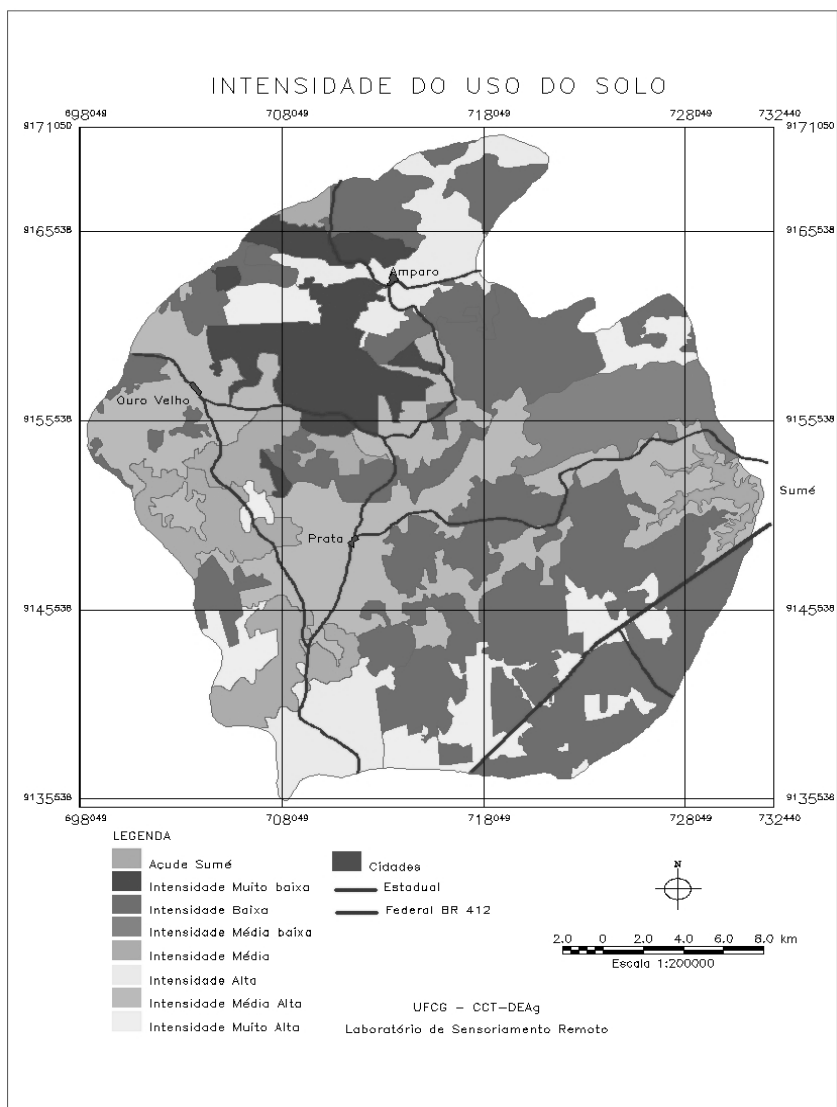 INTENSIDADE DO USO DO SOLO
698049 708049 718049 728049 732440
9171050 9171050
9165538 9165538
Amparo
Ouro Velho
9155538 9155538
Sumé
Prata
9145538 9145538
9135538 9135538
698049 708049 718049 728049 732440
LEGENDA
Açude Sumé
Intensidade Muito baixa
Intensidade Baixa
Intensidade Média baixa
Intensidade Média
Intensidade Alta
Intensidade Média Alta
Intensidade Muito Alta
Cidades
Estadual
Federal BR 412
N
2.0 0 2.0 4.0 6.0 8.0 km
Escala 1:200000
UFCG - CCT-DEAg
Laboratório de Sensoriamento Remoto